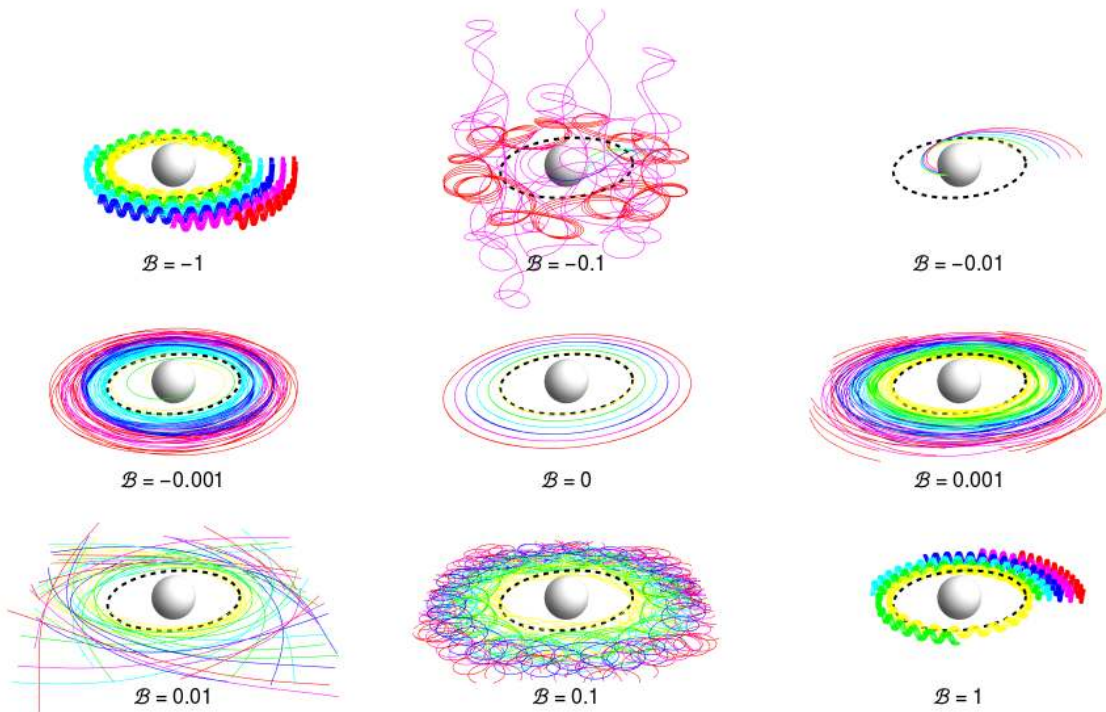 ℬ = −1
ℬ = −0.1
ℬ = −0.01
ℬ = −0.001
ℬ = 0
ℬ = 0.001
ℬ = 0.01
ℬ = 0.1
ℬ = 1